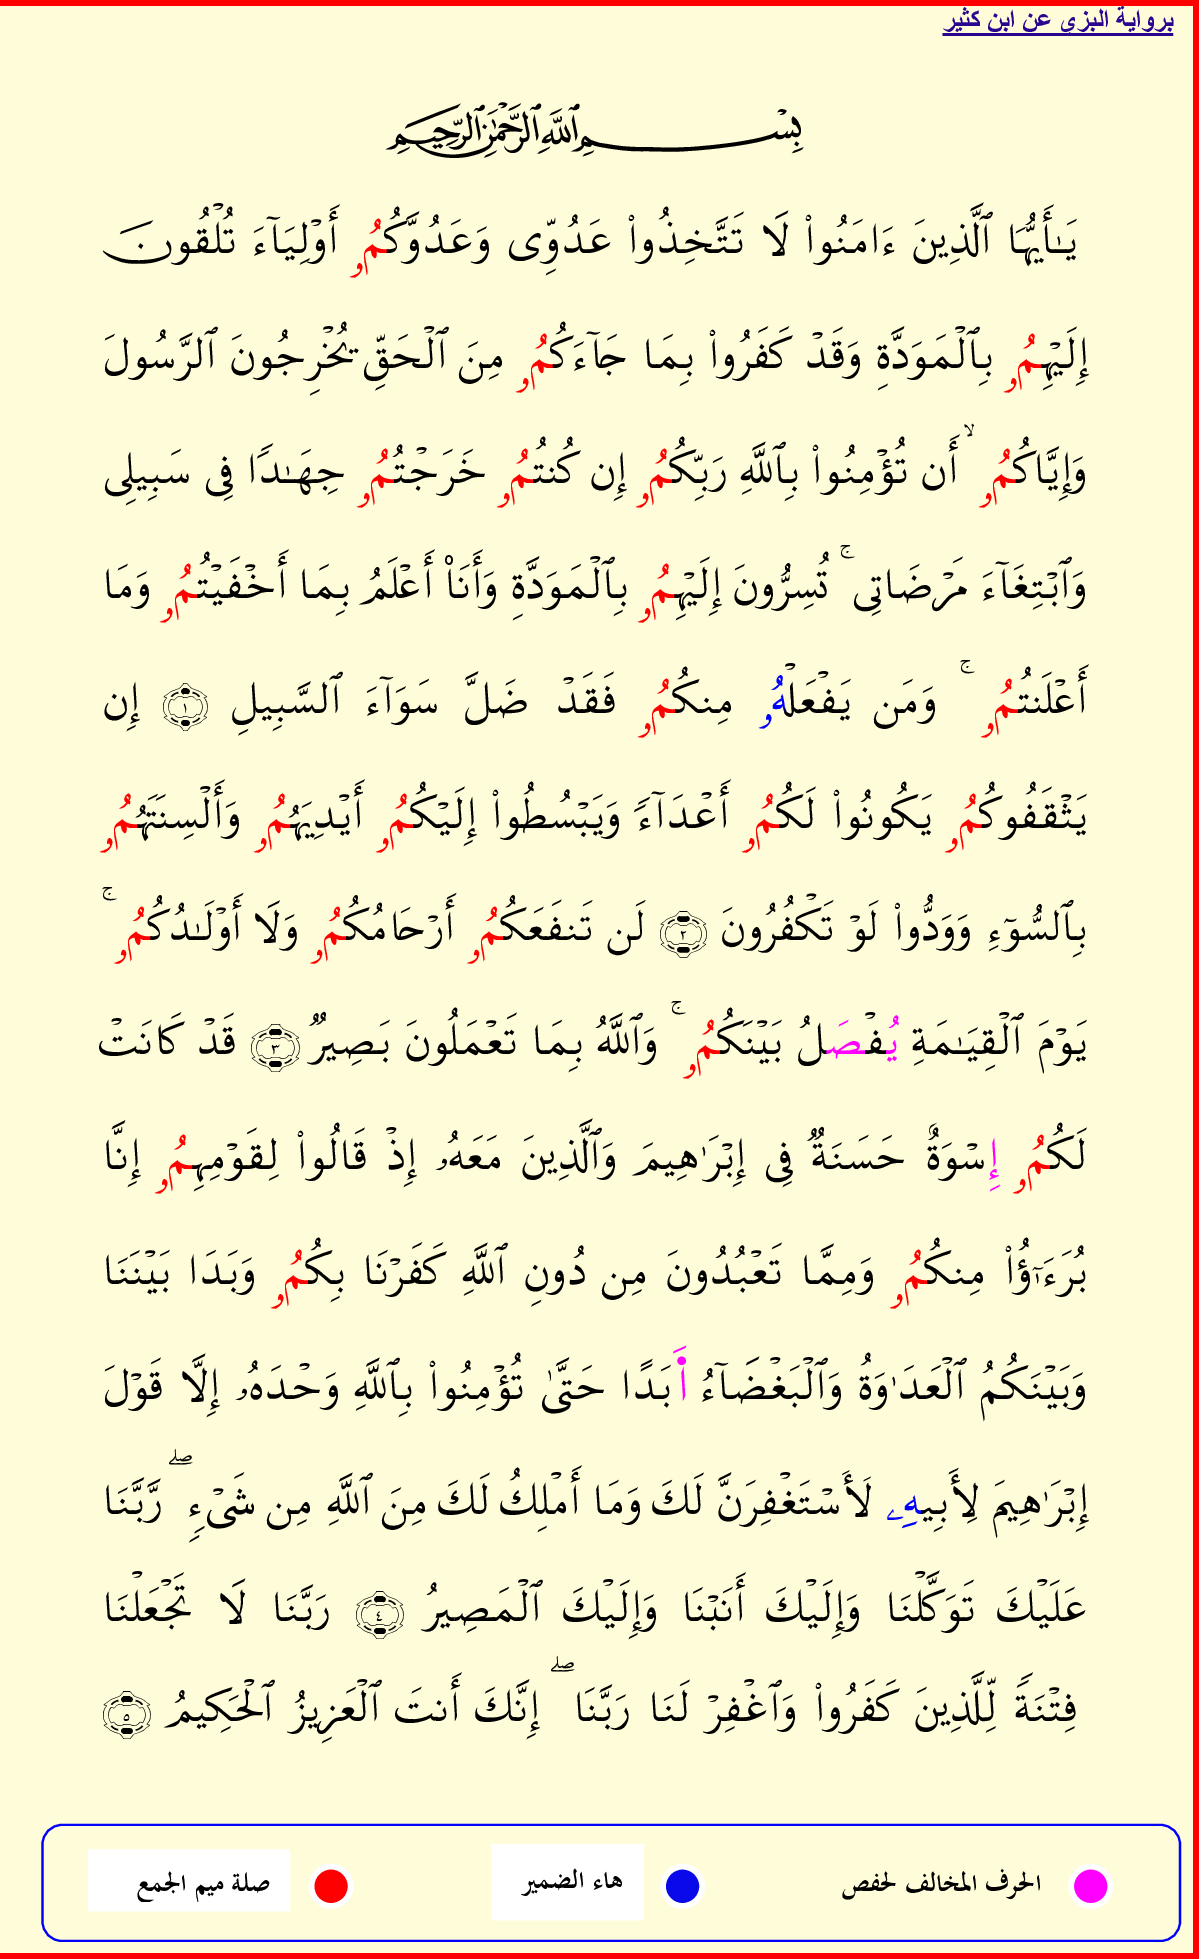 برواية البزي عن ابن كثير
بِسْمِ ٱللَّهِ ٱلرَّحْمَٰنِ ٱلرَّحِيمِ
يَٰٓأَيُّهَا ٱلَّذِينَ ءَامَنُواْ لَا تَتَّخِذُواْ عَدُوِّى وَعَدُوَّكُمُۥ أَوْلِيَآءَ تُلْقُونَ
إِلَيْهِمُۥ بِٱلْمَوَدَّةِ وَقَدْ كَفَرُواْ بِمَا جَآءَكُمُۥ مِنَ ٱلْحَقِّ يُخْرِجُونَ ٱلرَّسُولَ
وَإِيَّاكُمُۥ ۙ أَن تُؤْمِنُواْ بِٱللَّهِ رَبِّكُمُۥ إِن كُنتُمُۥ خَرَجْتُمُۥ جِهَٰدًا فِى سَبِيلِى
وَٱبْتِغَآءَ مَرْضَاتِى ۚ تُسِرُّونَ إِلَيْهِمُۥ بِٱلْمَوَدَّةِ وَأَنَا۠ أَعْلَمُ بِمَا أَخْفَيْتُمُۥ وَمَا
أَعْلَنتُمُۥ ۚ وَمَن يَفْعَلْهُۥ مِنكُمُۥ فَقَدْ ضَلَّ سَوَآءَ ٱلسَّبِيلِ ١ إِن
يَثْقَفُوكُمُۥ يَكُونُواْ لَكُمُۥ أَعْدَآءً وَيَبْسُطُواْ إِلَيْكُمُۥ أَيْدِيَهُمُۥ وَأَلْسِنَتَهُمُۥ
بِٱلسُّوٓءِ وَوَدُّواْ لَوْ تَكْفُرُونَ ٢ لَن تَنفَعَكُمُۥ أَرْحَامُكُمُۥ وَلَا أَوْلَٰدُكُمُۥ ۚ
يَوْمَ ٱلْقِيَٰمَةِ يُفْصَلُ بَيْنَكُمُۥ ۚ وَٱللَّهُ بِمَا تَعْمَلُونَ بَصِيرٌ ٣ قَدْ كَانَتْ
لَكُمُۥ إِسْوَةٌ حَسَنَةٌ فِى إِبْرَٰهِيمَ وَٱلَّذِينَ مَعَهُۥ إِذْ قَالُواْ لِقَوْمِهِمُۥ إِنَّا
بُرَءَٰٓؤُاْ مِنكُمُۥ وَمِمَّا تَعْبُدُونَ مِن دُونِ ٱللَّهِ كَفَرْنَا بِكُمُۥ وَبَدَا بَيْنَنَا
وَبَيْنَكُمُ ٱلْعَدَٰوَةُ وَٱلْبَغْضَآءُ اَ۬بَدًا حَتَّىٰ تُؤْمِنُواْ بِٱللَّهِ وَحْدَهُۥ إِلَّا قَوْلَ
إِبْرَٰهِيمَ لِأَبِيهِۦ لَأَسْتَغْفِرَنَّ لَكَ وَمَا أَمْلِكُ لَكَ مِنَ ٱللَّهِ مِن شَىْءٍ ۖ رَّبَّنَا
عَلَيْكَ تَوَكَّلْنَا وَإِلَيْكَ أَنَبْنَا وَإِلَيْكَ ٱلْمَصِيرُ ٤ رَبَّنَا لَا تَجْعَلْنَا
فِتْنَةً لِّلَّذِينَ كَفَرُواْ وَٱغْفِرْ لَنَا رَبَّنَا ۖ إِنَّكَ أَنتَ ٱلْعَزِيزُ ٱلْحَكِيمُ ٥
الحرف المخالف لحفص هاء الضمير صلة ميم الجمع